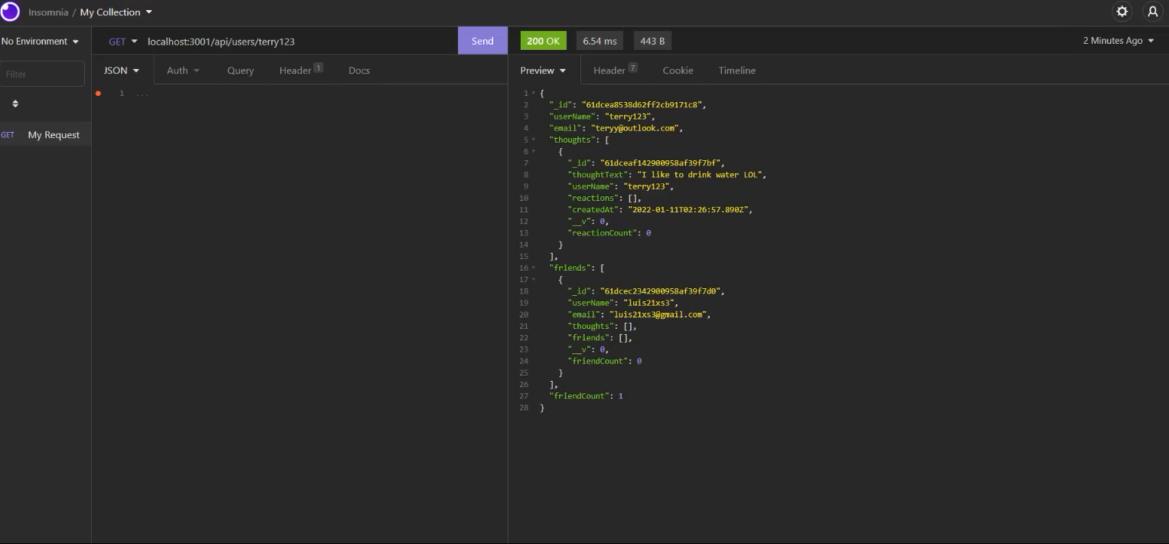 Insomnia / My Collection
No Environment
GET localhost:3001/api/users/terry123 Send
200 OK 6.54 ms 443 B 2 Minutes Ago
Filter
JSON Auth Query Header 1 Docs
Preview Header 7 Cookie Timeline
GET My Request
1 ...
1 {
2 "_id": "61dcea8538d62ff2cb9171c8",
3 "userName": "terry123",
4 "email": "teryy@outlook.com",
5 "thoughts": [
6 {
7 "_id": "61dceaf142900958af39f7bf",
8 "thoughtText": "I like to drink water LOL",
9 "userName": "terry123",
10 "reactions": [],
11 "createdAt": "2022-01-11T02:26:57.890Z",
12 "__v": 0,
13 "reactionCount": 0
14 }
15 ],
16 "friends": [
17 {
18 "_id": "61dcec2342900958af39f7d0",
19 "userName": "luis21xs3",
20 "email": "luis21xs3@gmail.com",
21 "thoughts": [],
22 "friends": [],
23 "__v": 0,
24 "friendCount": 0
25 }
26 ],
27 "friendCount": 1
28 }